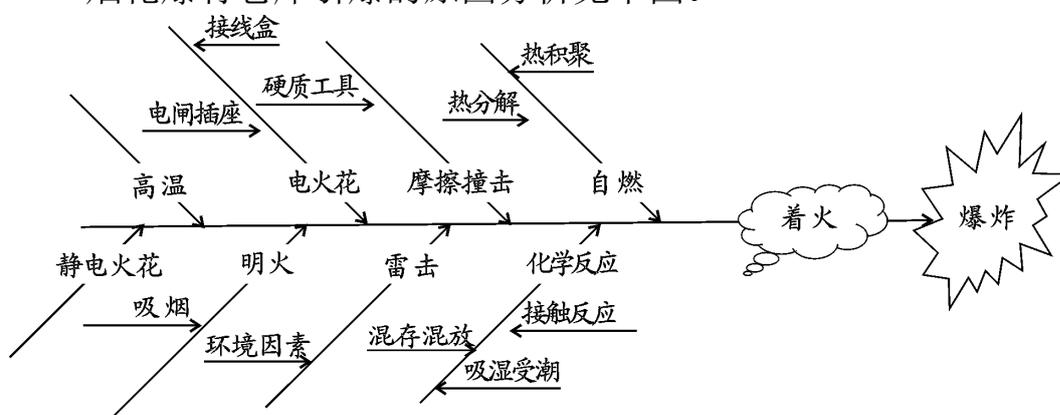 接线盒
热积聚
硬质工具
热分解
电闸插座
高温
电火花
摩擦撞击
自燃
着火
爆炸
静电火花
明火
雷击
化学反应
吸烟
接触反应
环境因素
混存混放
吸湿受潮